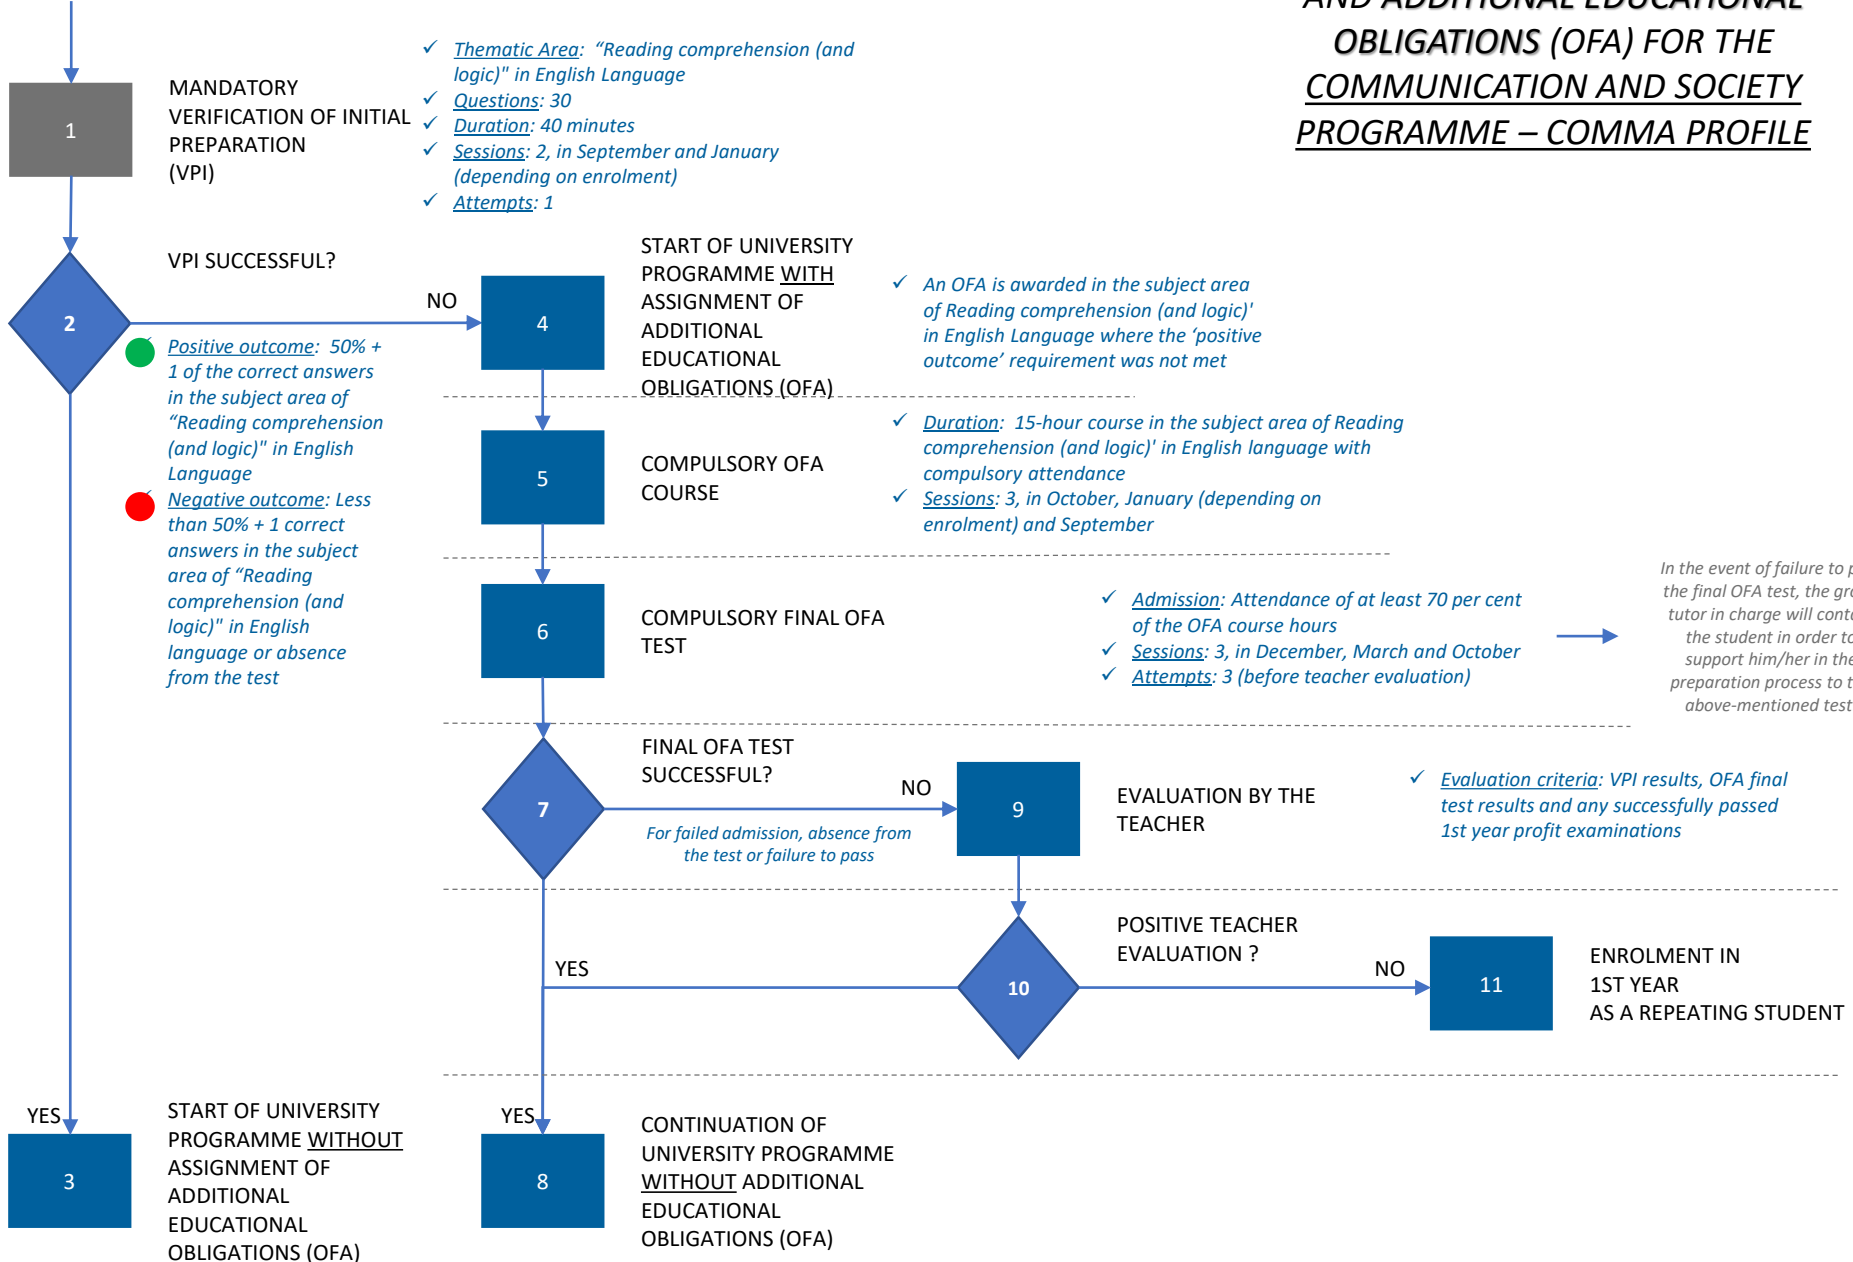 AND ADDITIONAL EDUCATIONAL
OBLIGATIONS (OFA) FOR THE
COMMUNICATION AND SOCIETY
PROGRAMME – COMMA PROFILE
1
MANDATORY
VERIFICATION OF INITIAL
PREPARATION
(VPI)
✓ Thematic Area: “Reading comprehension (and
logic)" in English Language
✓ Questions: 30
✓ Duration: 40 minutes
✓ Sessions: 2, in September and January
(depending on enrolment)
✓ Attempts: 1
2
VPI SUCCESSFUL?
NO
Positive outcome: 50% +
1 of the correct answers
in the subject area of
“Reading comprehension
(and logic)" in English
Language
Negative outcome: Less
than 50% + 1 correct
answers in the subject
area of “Reading
comprehension (and
logic)" in English
language or absence
from the test
4
START OF UNIVERSITY
PROGRAMME WITH
ASSIGNMENT OF
ADDITIONAL
EDUCATIONAL
OBLIGATIONS (OFA)
✓ An OFA is awarded in the subject area
of Reading comprehension (and logic)'
in English Language where the ‘positive
outcome’ requirement was not met
5
COMPULSORY OFA
COURSE
✓ Duration: 15-hour course in the subject area of Reading
comprehension (and logic)' in English language with
compulsory attendance
✓ Sessions: 3, in October, January (depending on
enrolment) and September
6
COMPULSORY FINAL OFA
TEST
✓ Admission: Attendance of at least 70 per cent
of the OFA course hours
✓ Sessions: 3, in December, March and October
✓ Attempts: 3 (before teacher evaluation)
In the event of failure to
the final OFA test, the
tutor in charge will
the student in order to
support him/her in the
preparation process to
above-mentioned test
7
FINAL OFA TEST
SUCCESSFUL?
NO
For failed admission, absence from
the test or failure to pass
9
EVALUATION BY THE
TEACHER
✓ Evaluation criteria: VPI results, OFA final
test results and any successfully passed
1st year profit examinations
10
POSITIVE TEACHER
EVALUATION ?
YES
NO
11
ENROLMENT IN
1ST YEAR
AS A REPEATING STUDENT
YES
3
START OF UNIVERSITY
PROGRAMME WITHOUT
ASSIGNMENT OF
ADDITIONAL
EDUCATIONAL
OBLIGATIONS (OFA)
YES
8
CONTINUATION OF
UNIVERSITY PROGRAMME
WITHOUT ADDITIONAL
EDUCATIONAL
OBLIGATIONS (OFA)